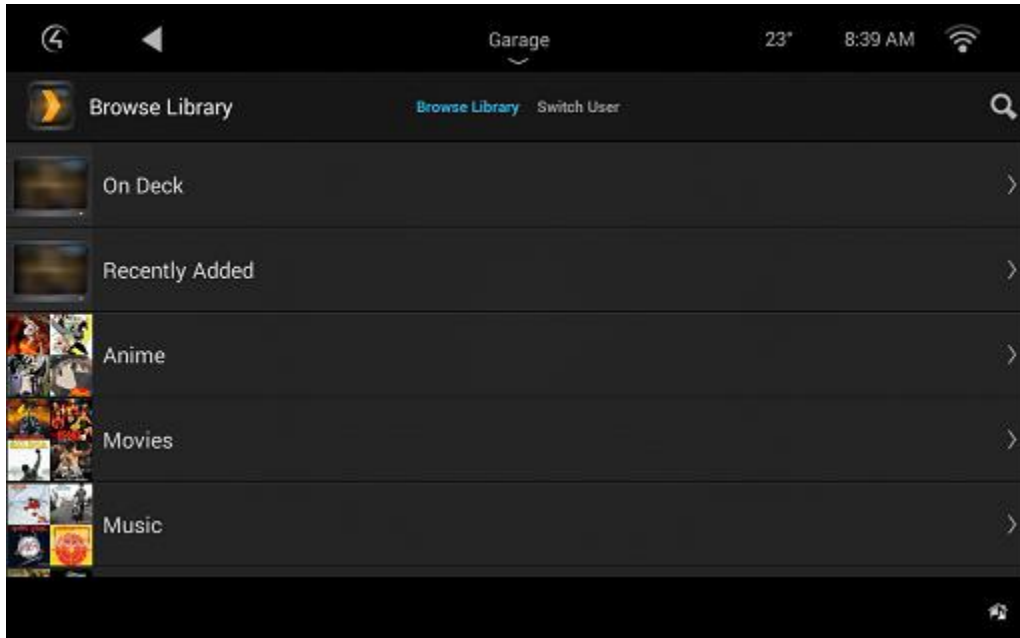 Garage 23° 8:39 AM
Browse Library Browse Library Switch User
On Deck
Recently Added
Anime
Movies
Music